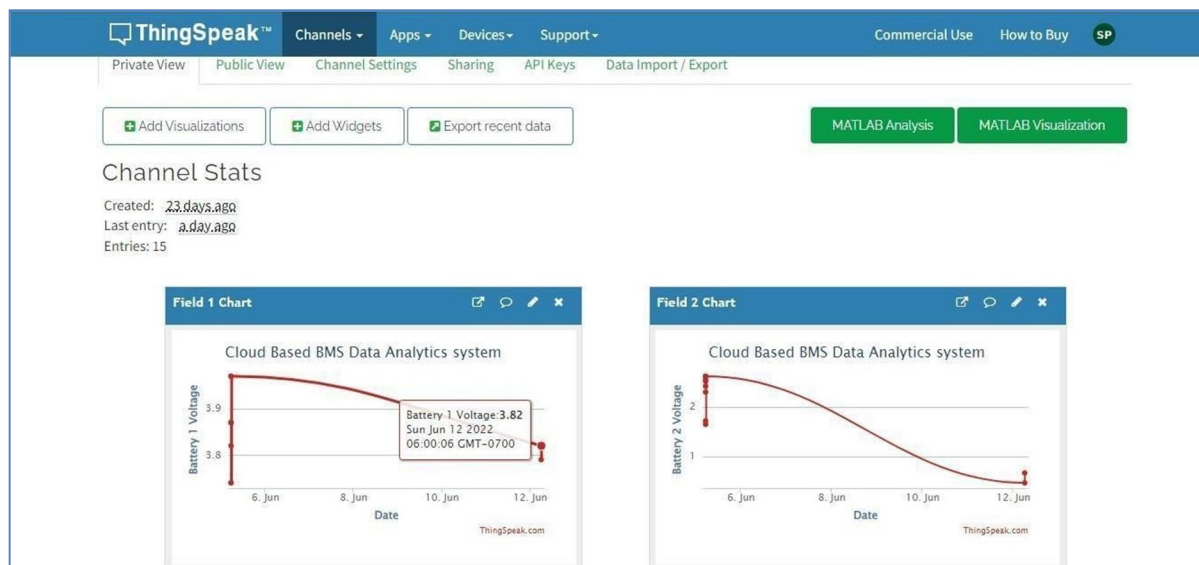 ThingSpeak™ Channels Apps Devices Support Commercial Use How to Buy SP
Private View Public View Channel Settings Sharing API Keys Data Import / Export
Add Visualizations Add Widgets Export recent data MATLAB Analysis MATLAB Visualization
Channel Stats
Created: 23 days ago
Last entry: a day ago
Entries: 15
Field 1 Chart
Cloud Based BMS Data Analytics system
Battery 1 Voltage
3.9
3.8
Battery 1 Voltage:3.82
Sun Jun 12 2022
06:00:06 GMT-0700
6. Jun 8. Jun 10. Jun 12. Jun
Date
ThingSpeak.com
Field 2 Chart
Cloud Based BMS Data Analytics system
Battery 2 Voltage
2
1
6. Jun 8. Jun 10. Jun 12. Jun
Date
ThingSpeak.com